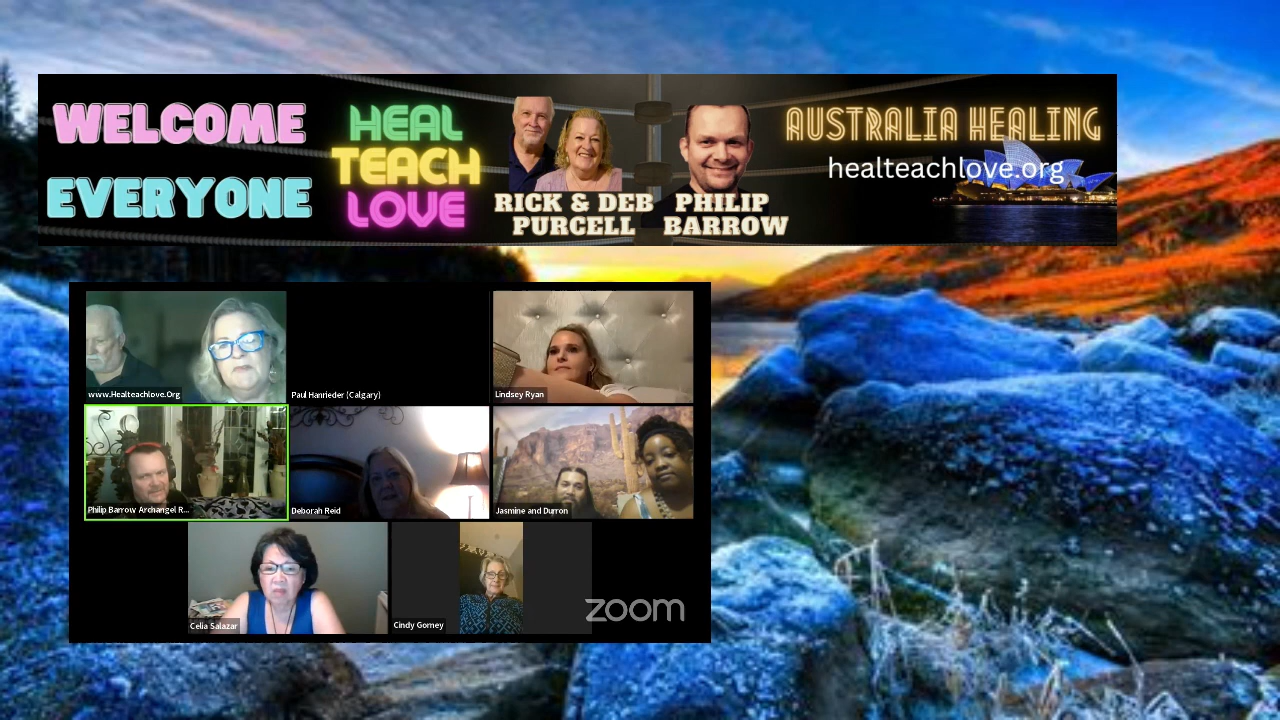 WELCOME
EVERYONE
HEAL
TEACH
LOVE
RICK & DEB
PURCELL
PHILIP
BARROW
AUSTRALIA HEALING
healteachlove.org
www.Healteachlove.Org
Paul Hanrieder (Calgary)
Lindsey Ryan
Philip Barrow Archangel R...
Deborah Reid
Jasmine and Durron
Celia Salazar
Cindy Gorney
zoom